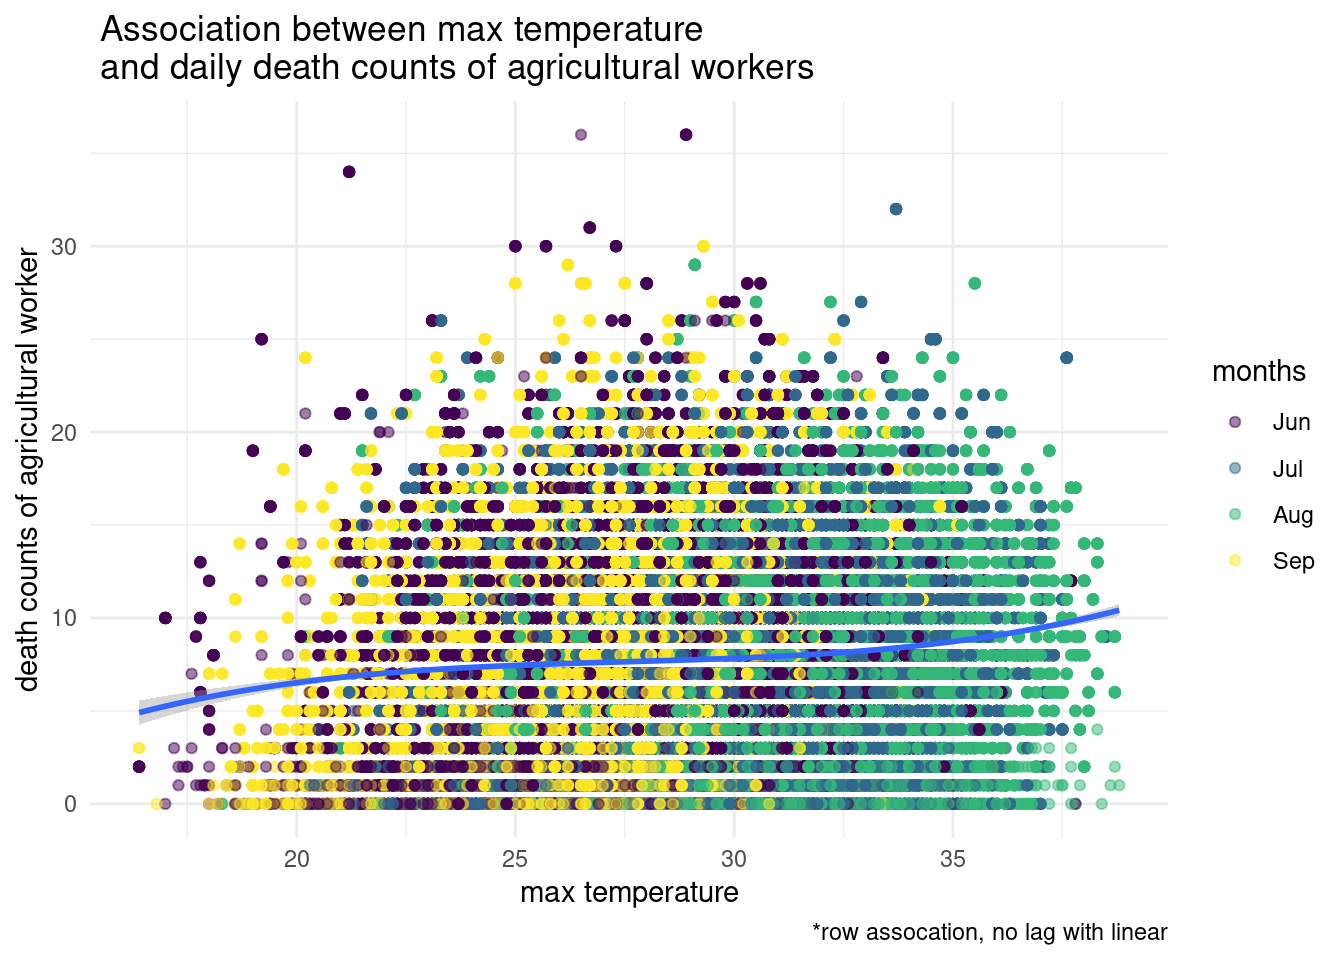 Association between max temperature
and daily death counts of agricultural workers
death counts of agricultural worker
30
20
10
0
20
25
30
35
max temperature
months
Jun
Jul
Aug
Sep
*row assocation, no lag with linear